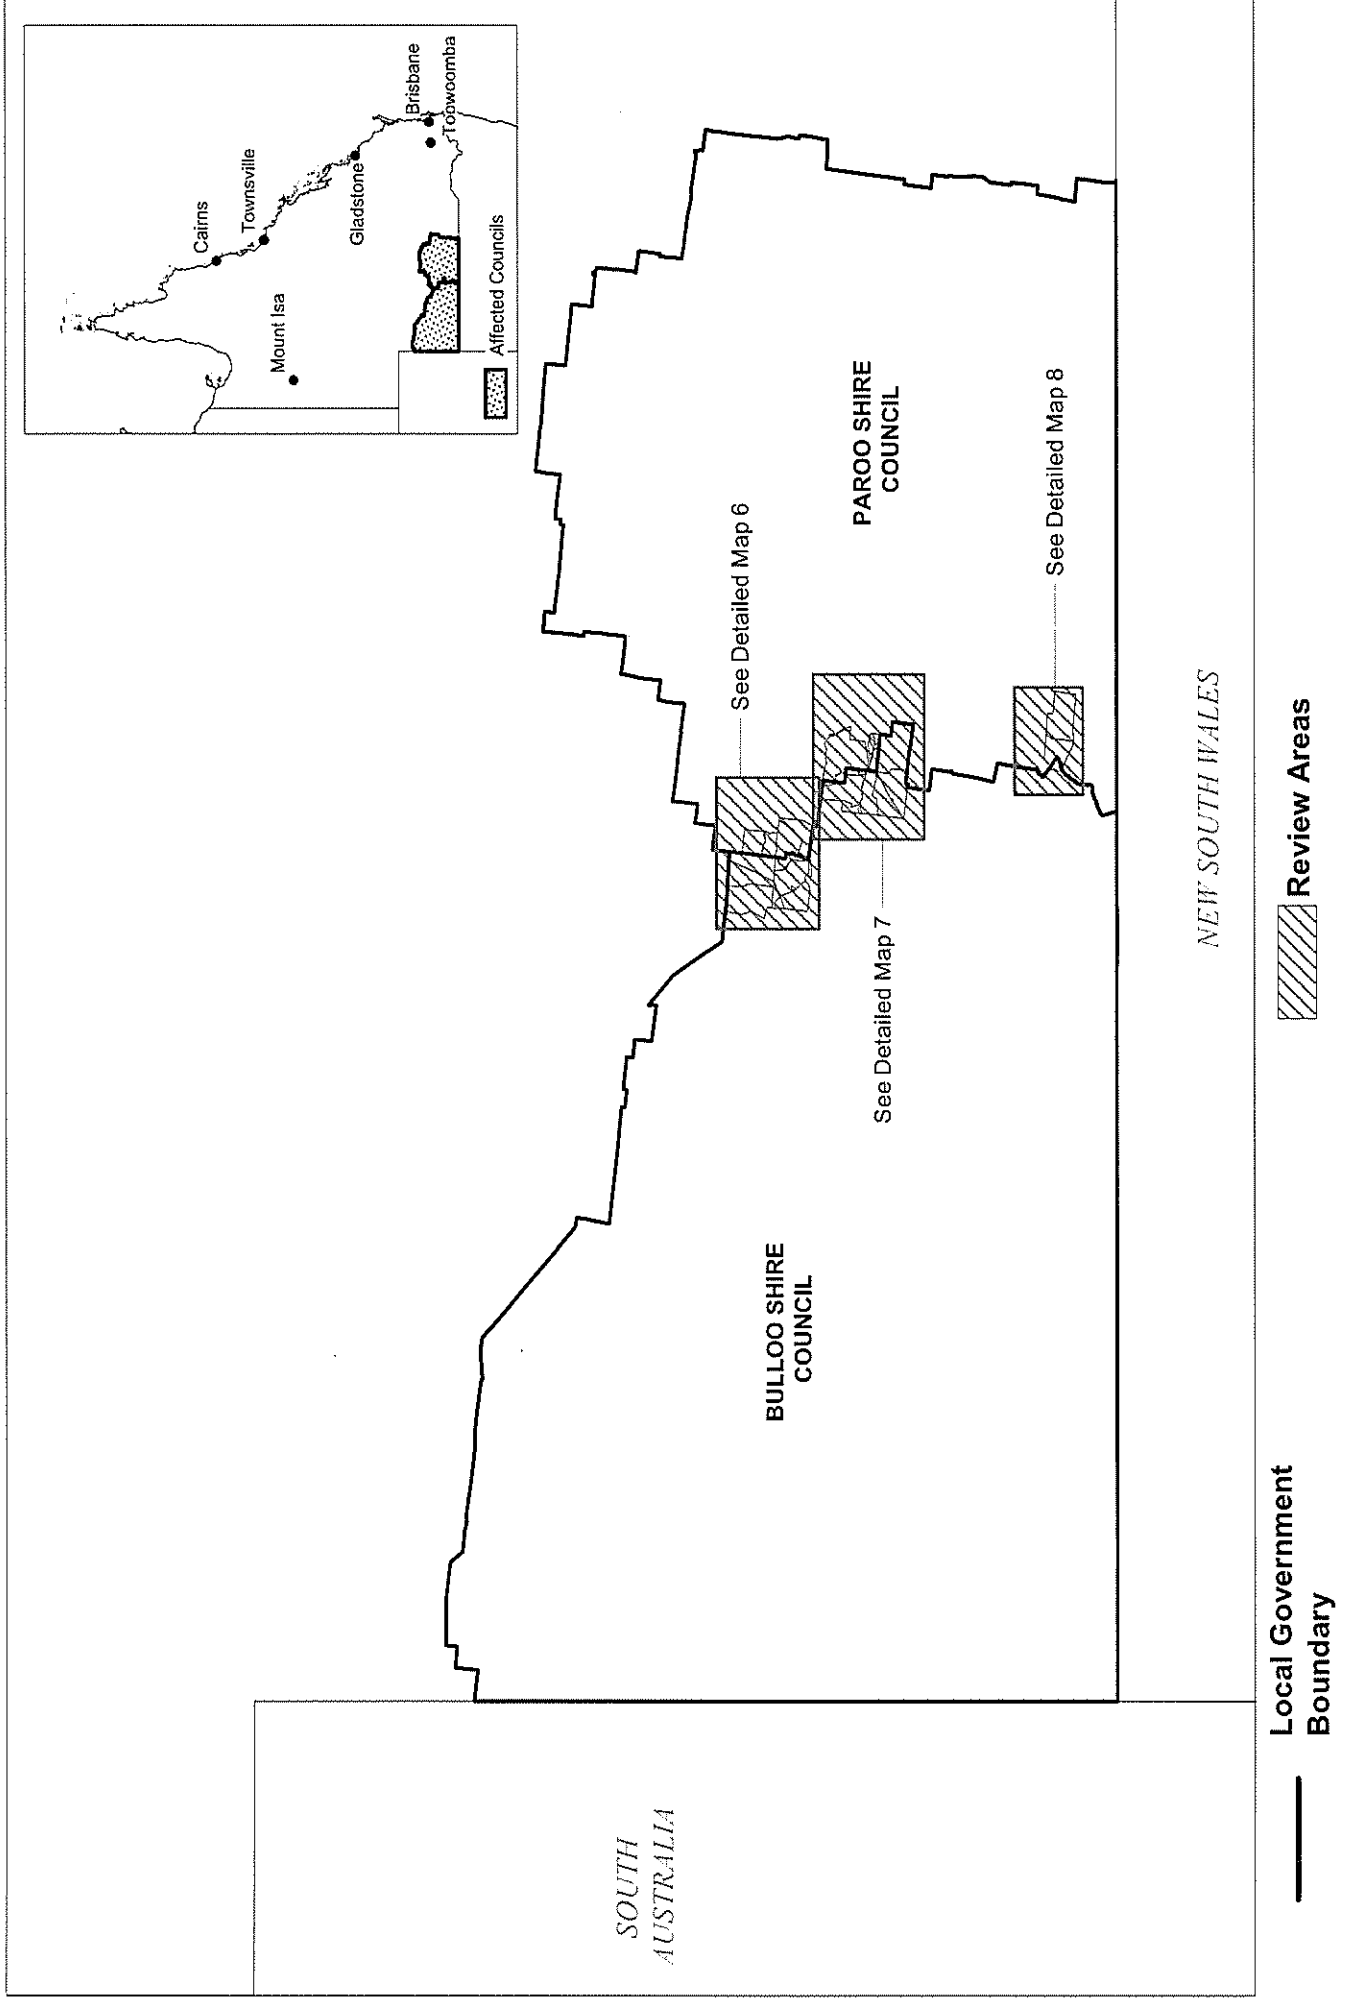 Cairns
Townsville
Mount Isa
Gladstone
Brisbane
Toowoomba
Affected Councils
See Detailed Map 6
PAROO SHIRE
COUNCIL
BULLOO SHIRE
COUNCIL
See Detailed Map 7
See Detailed Map 8
SOUTH
AUSTRALIA
NEW SOUTH WALES
Local Government
Boundary
Review Areas